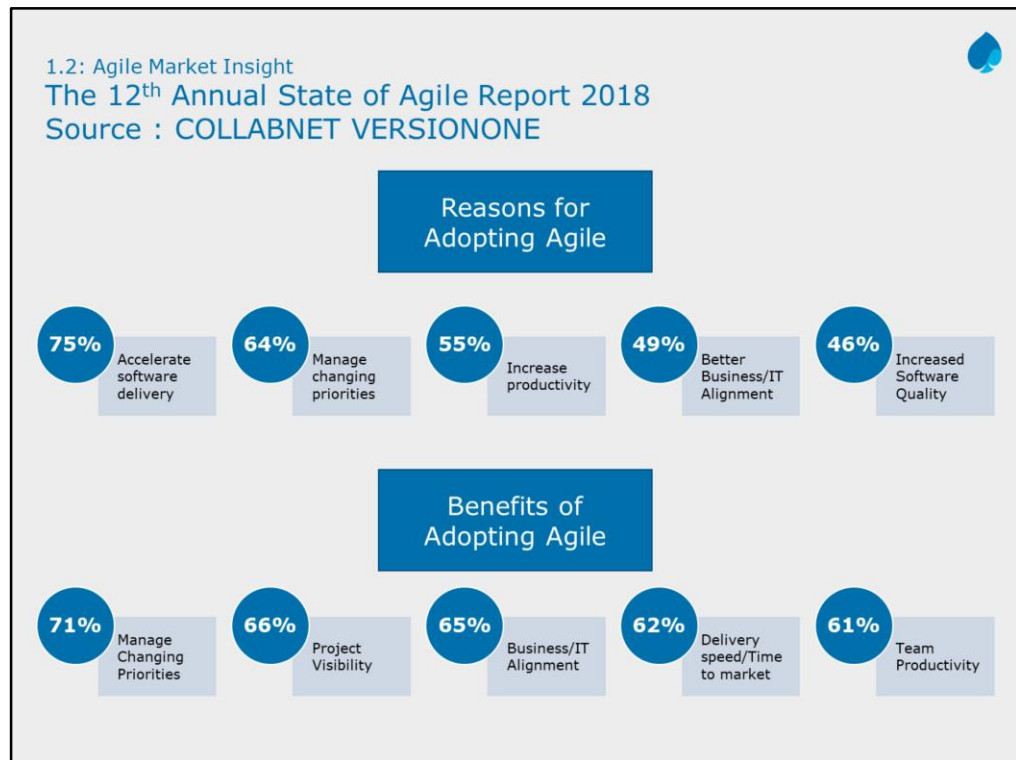 1.2: Agile Market Insight
The 12th Annual State of Agile Report 2018
Source : COLLABNET VERSIONONE
Reasons for
Adopting Agile
75%
Accelerate
software
delivery
64%
Manage
changing
priorities
55%
Increase
productivity
49%
Better
Business/IT
Alignment
46%
Increased
Software
Quality
Benefits of
Adopting Agile
71%
Manage
Changing
Priorities
66%
Project
Visibility
65%
Business/IT
Alignment
62%
Delivery
speed/Time
to market
61%
Team
Productivity